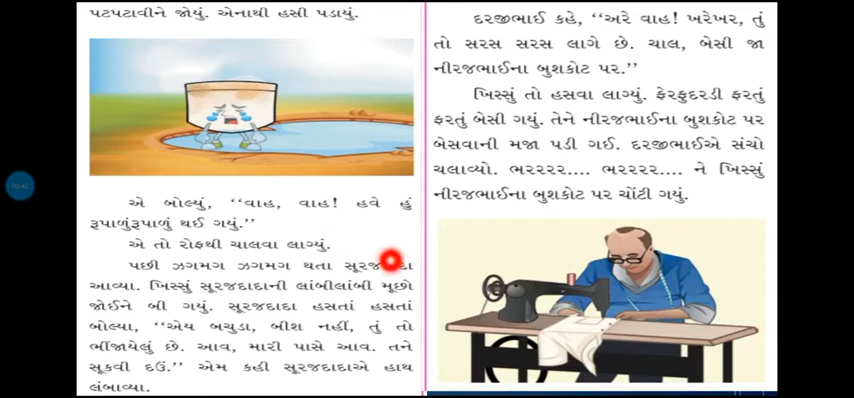 પટપટાવીને જોયું. એનાથી હસી પડાયું.
એ બોલ્યું, ‘‘વાહ, વાહ! હવે હું
રૂપાળુંરૂપાળું થઈ ગયું.’’
એ તો રોફથી ચાલવા લાગ્યું.
પછી ઝગમગ ઝગમગ થતા
આવ્યા. ખિસ્સું સૂરજદાદાની લાંબીલાંબી મૂછો
જોઈને બી ગયું. સૂરજદાદા હસતાં હસતાં
બોલ્યા, ‘‘એય બચુડા, બીશ નહીં, તું તો
ભીંજાયેલું છે. આવ, મારી પાસે આવ. તને
સૂકવી દઉં.’’ એમ કહી સૂરજદાદાએ હાથ
લંબાવ્યા.
દરજીભાઈ કહે, ‘‘અરે વાહ! ખરેખર, તું
તો સરસ સરસ લાગે છે. ચાલ, બેસી જા
નીરજભાઈના બુશકોટ પર.’’
ખિસ્સું તો હસવા લાગ્યું. ફેરફુદરડી ફરતું
ફરતું બેસી ગયું. તેને નીરજભાઈના બુશકોટ પર
બેસવાની મજા પડી ગઈ. દરજીભાઈએ સંચો
ચલાવ્યો. ભરરરર.... ભરરરર.... ને ખિસ્સું
નીરજભાઈના બુશકોટ પર ચોંટી ગયું.